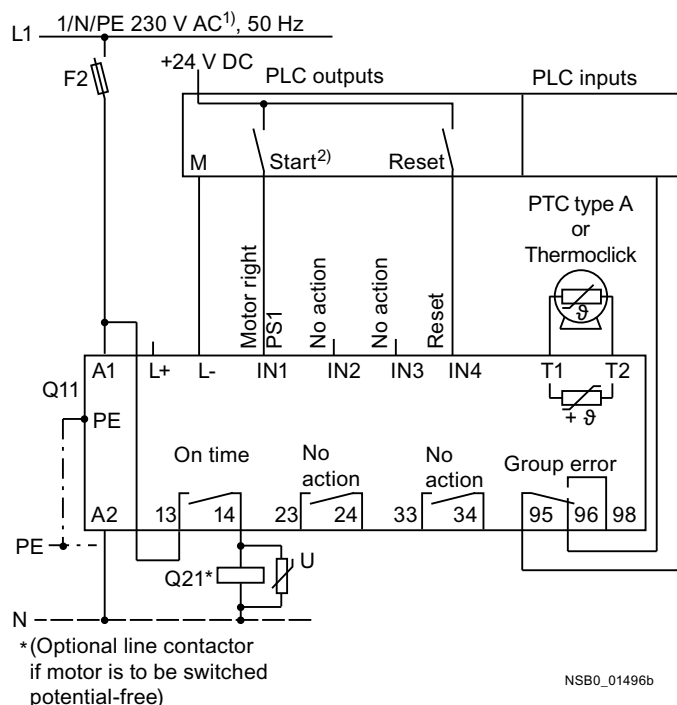 1/N/PE 230 V AC1), 50 Hz
L1
+24 V DC
F2
PLC outputs
PLC inputs
M
Start2)
Reset
PTC type A
or
Thermoclick
ϑ
Motor right
PS1
No action
No action
Reset
A1
L+
L-
IN1
IN2
IN3
IN4
T1
T2
Q11
PE
+ ϑ
On time
No
action
No
action
Group error
A2
13
14
23
24
33
34
95
96
98
PE
Q21*
U
N
*(Optional line contactor
if motor is to be switched
potential-free)
NSB0_01496b